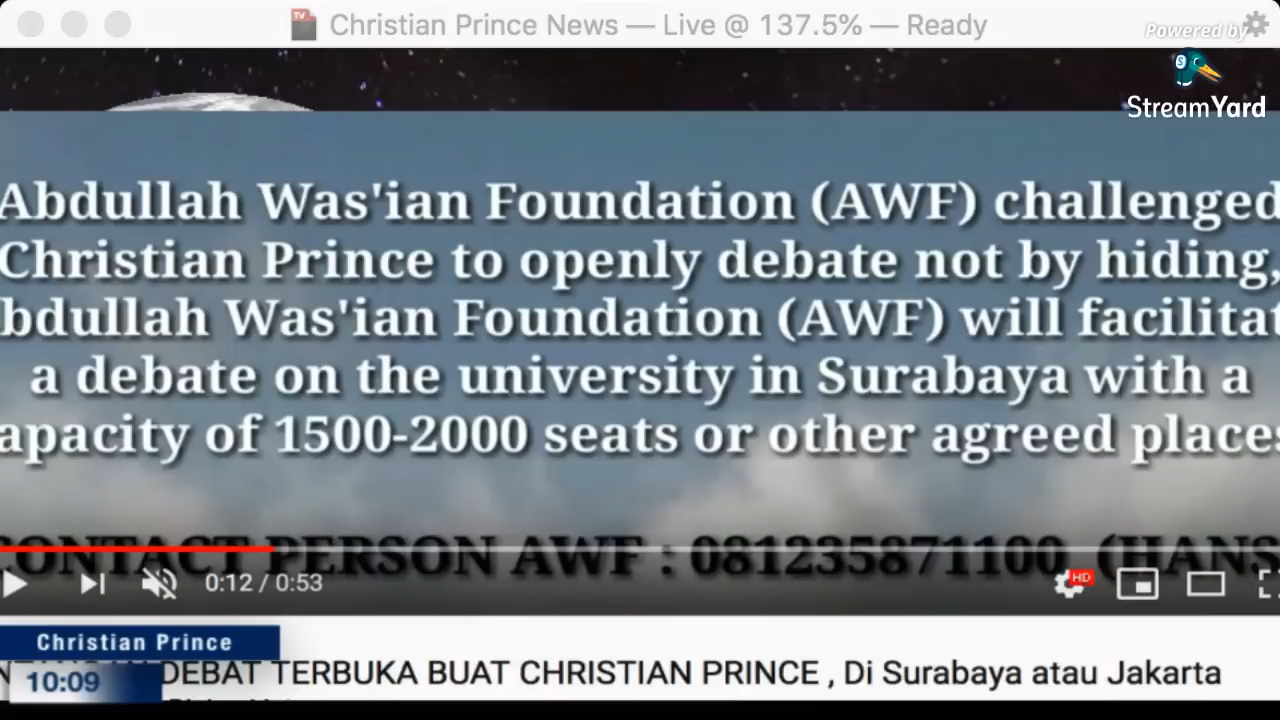 Christian Prince News — Live @ 137.5% — Ready
Powered by
StreamYard
Abdullah Was'ian Foundation (AWF) challenged
Christian Prince to openly debate not by hiding,
bdullah Was'ian Foundation (AWF) will facilitat
a debate on the university in Surabaya with a
apacity of 1500-2000 seats or other agreed places
CONTACT PERSON AWF : 081235871100 (HANS
0:12 / 0:53
HD
Christian Prince
DEBAT TERBUKA BUAT CHRISTIAN PRINCE , Di Surabaya atau Jakarta
10:09